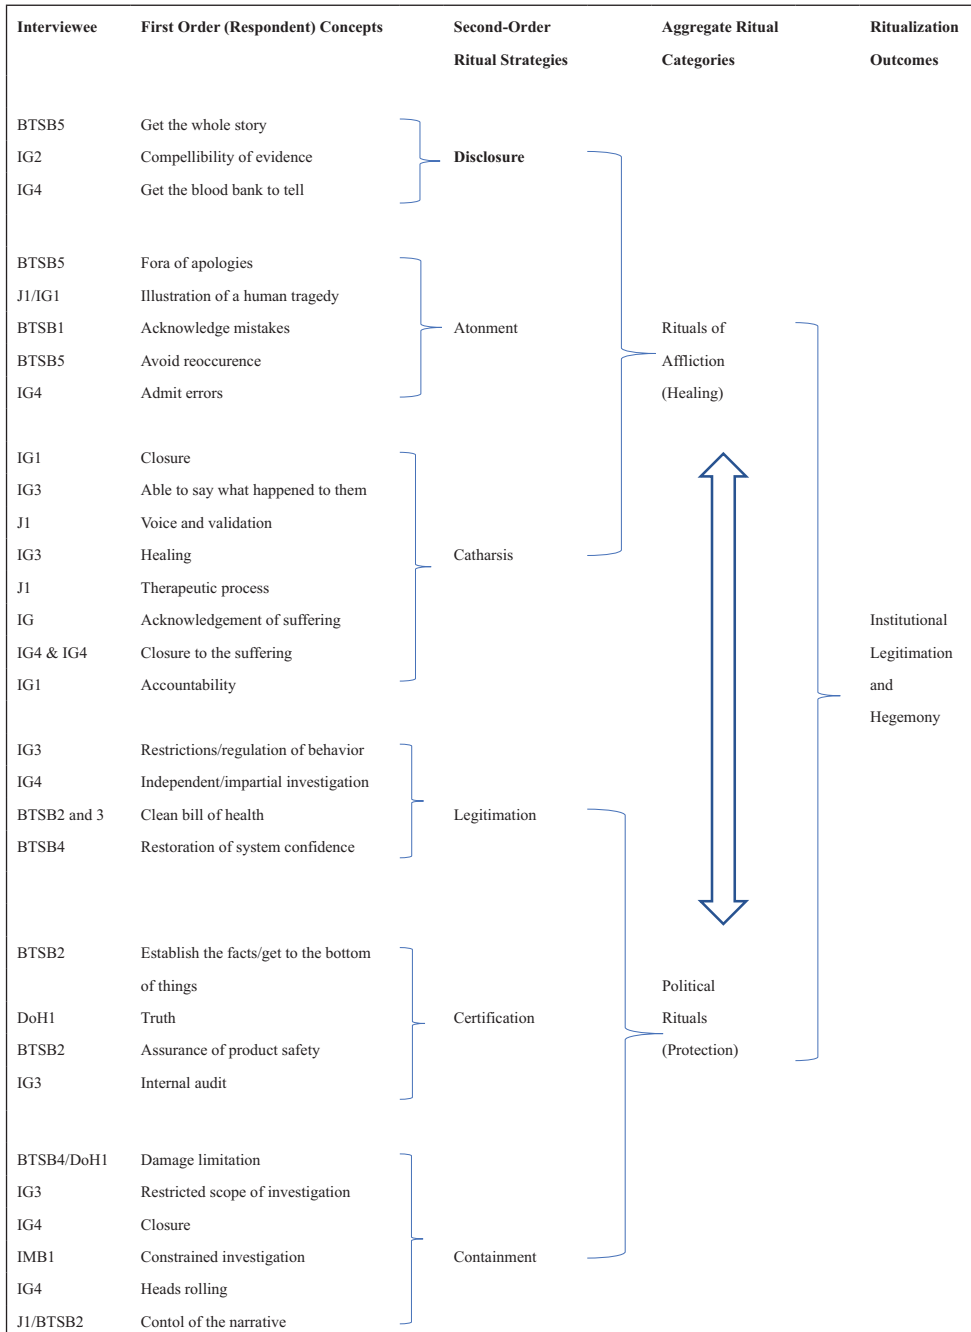 Interviewee First Order (Respondent) Concepts Second-Order Aggregate Ritual Ritualization
Ritual Strategies Categories Outcomes
BTSB5 Get the whole story
IG2 Compellibility of evidence Disclosure
IG4 Get the blood bank to tell
BTSB5 Fora of apologies
J1/IG1 Illustration of a human tragedy
BTSB1 Acknowledge mistakes Atonment Rituals of
BTSB5 Avoid reoccurence Affliction
IG4 Admit errors (Healing)
IG1 Closure
IG3 Able to say what happened to them
J1 Voice and validation
IG3 Healing Catharsis
J1 Therapeutic process
IG Acknowledgement of suffering Institutional
IG4 & IG4 Closure to the suffering Legitimation
IG1 Accountability and
Hegemony
IG3 Restrictions/regulation of behavior
IG4 Independent/impartial investigation
BTSB2 and 3 Clean bill of health Legitimation
BTSB4 Restoration of system confidence
BTSB2 Establish the facts/get to the bottom
of things Political
DoH1 Truth Certification Rituals
BTSB2 Assurance of product safety (Protection)
IG3 Internal audit
BTSB4/DoH1 Damage limitation
IG3 Restricted scope of investigation
IG4 Closure
IMB1 Constrained investigation Containment
IG4 Heads rolling
J1/BTSB2 Contol of the narrative